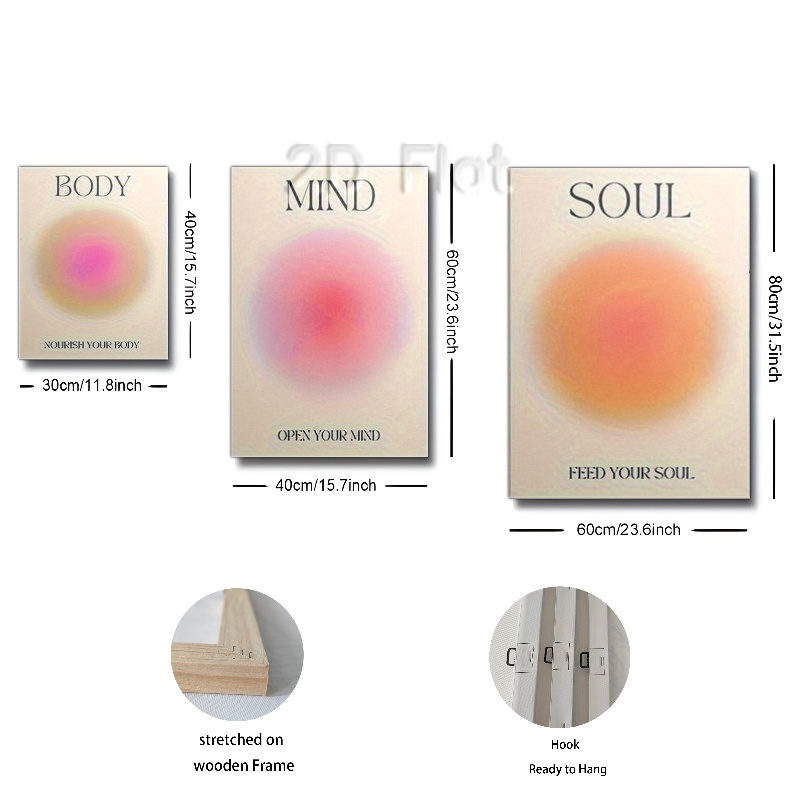 2D Flat
BODY
NOURISH YOUR BODY
40cm/15.7inch
30cm/11.8inch
MIND
OPEN YOUR MIND
60cm/23.6inch
40cm/15.7inch
SOUL
FEED YOUR SOUL
80cm/31.5inch
60cm/23.6inch
stretched on
wooden Frame
Hook
Ready to Hang